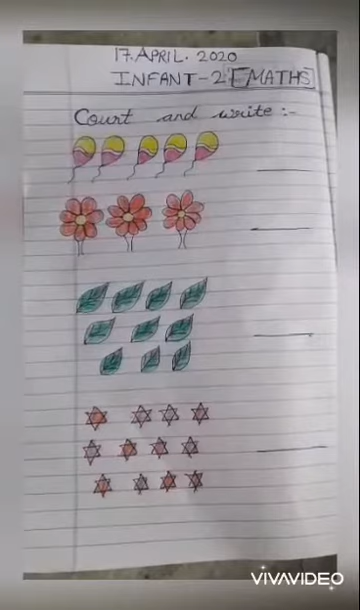 17. APRIL. 2020
INFANT-2 [MATHS]
Count and write :-
VIVAVIDEO